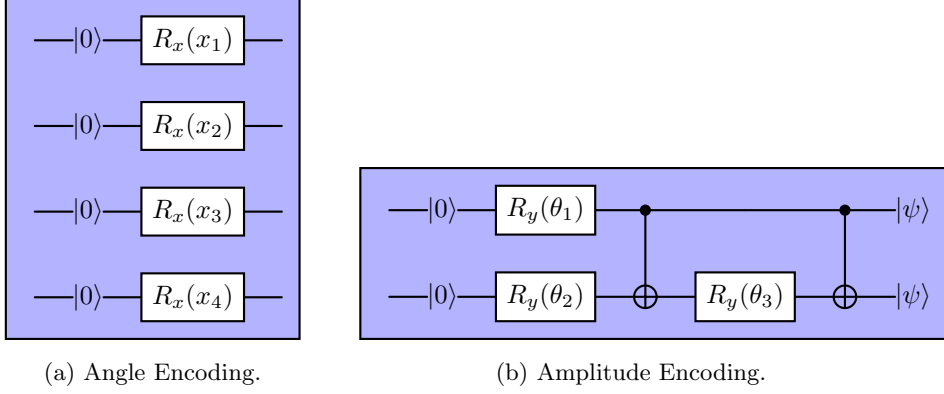 |0⟩ R_x(x_1)
|0⟩ R_x(x_2)
|0⟩ R_x(x_3)
|0⟩ R_x(x_4)
(a) Angle Encoding.
|0⟩ R_y(θ_1) |ψ⟩
|0⟩ R_y(θ_2) R_y(θ_3) |ψ⟩
(b) Amplitude Encoding.